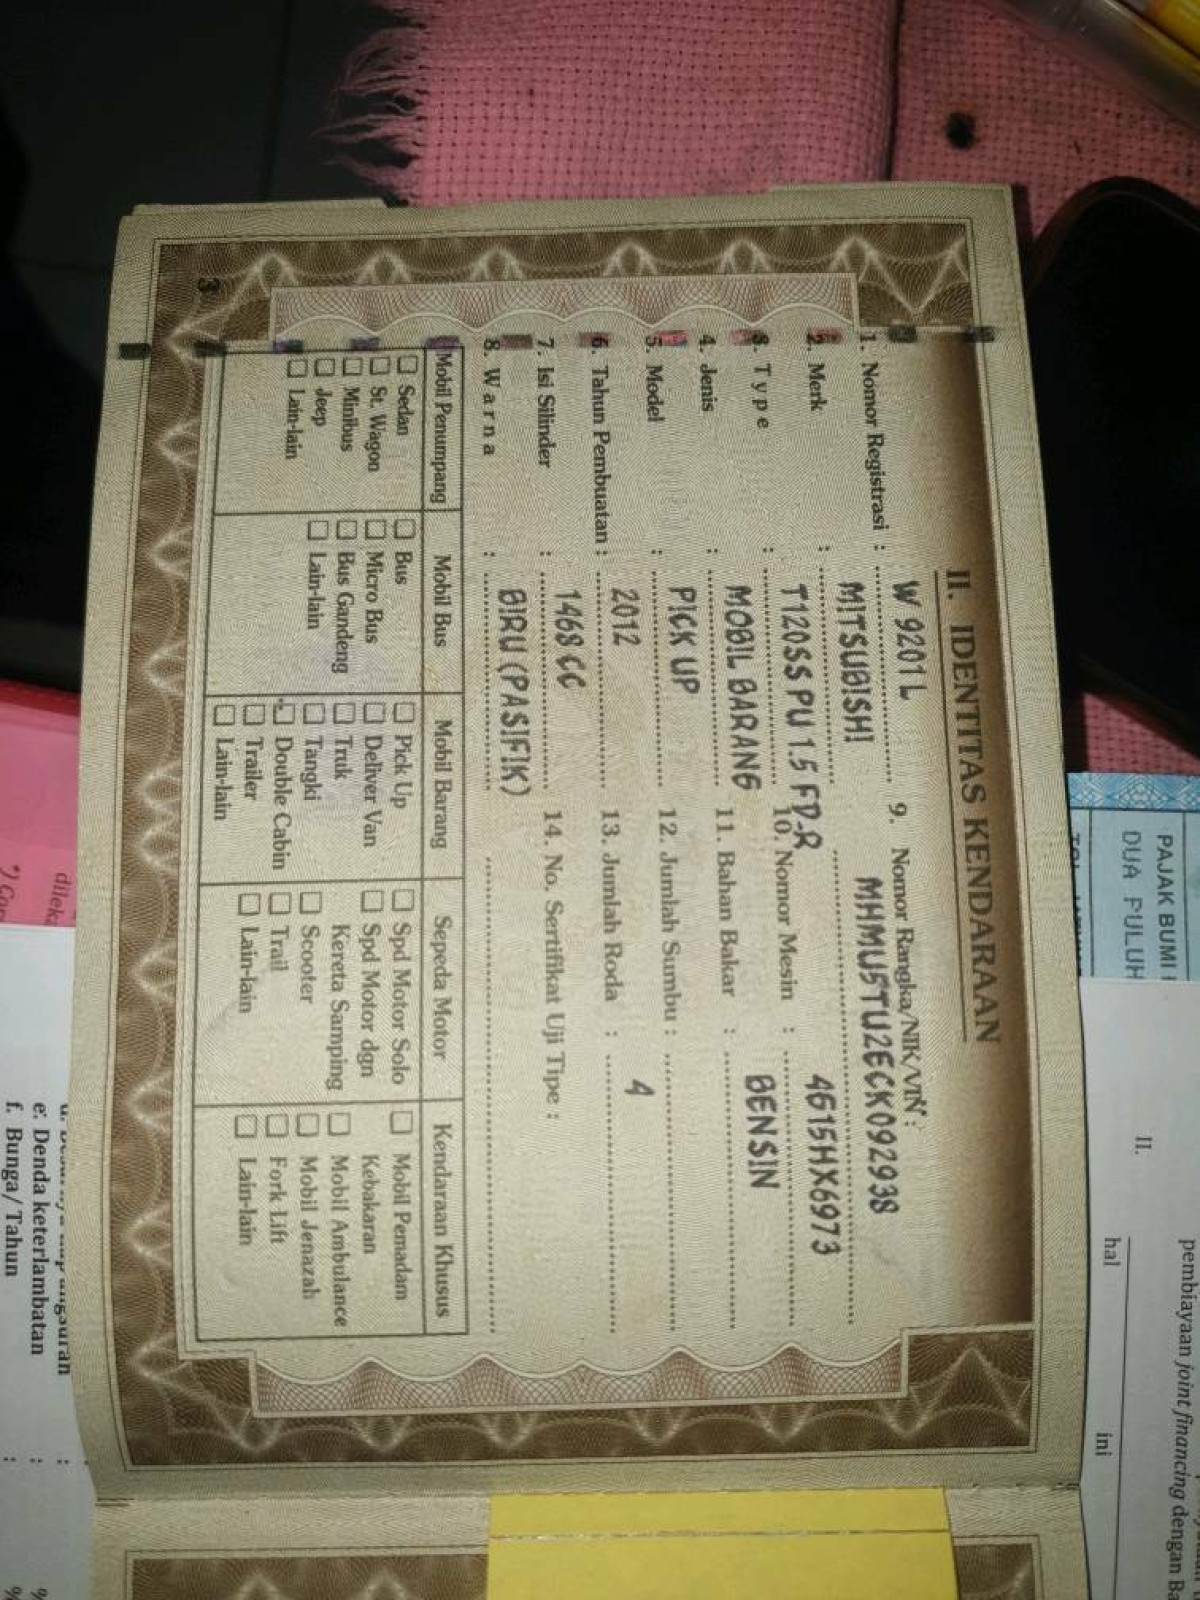 II. IDENTITAS KENDARAAN
1. Nomor Registrasi : W 9201 L
2. Merk : MITSUBISHI
3. Type : T120SS PU 1.5 FD-R
4. Jenis : MOBIL BARANG
5. Model : PICK UP
6. Tahun Pembuatan : 2012
7. Isi Silinder : 1468 CC
8. Warna : BIRU (PASIFIK)
9. Nomor Rangka/NIK/VIN :
MHMU5TU2ECK092938
10. Nomor Mesin : 4G15HX6973
11. Bahan Bakar : BENSIN
12. Jumlah Sumbu :
13. Jumlah Roda : 4
14. No. Sertifikat Uji Tipe :
Mobil Penumpang
Sedan
St. Wagon
Minibus
Jeep
Lain-lain
Mobil Bus
Bus
Micro Bus
Bus Gandeng
Lain-lain
Mobil Barang
Pick Up
Deliver Van
Truk
Tangki
Double Cabin
Trailer
Lain-lain
Sepeda Motor
Spd Motor Solo
Spd Motor dgn
Kereta Samping
Scooter
Trail
Lain-lain
Kendaraan Khusus
Mobil Pemadam
Kebakaran
Mobil Ambulance
Mobil Jenazah
Fork Lift
Lain-lain
3
PAJAK BUMI
DUA PULUH
II.
pembiayaan joint financing dengan Ba
hal ini
dilek
e. Denda keterlambatan : %
f. Bunga/ Tahun : %